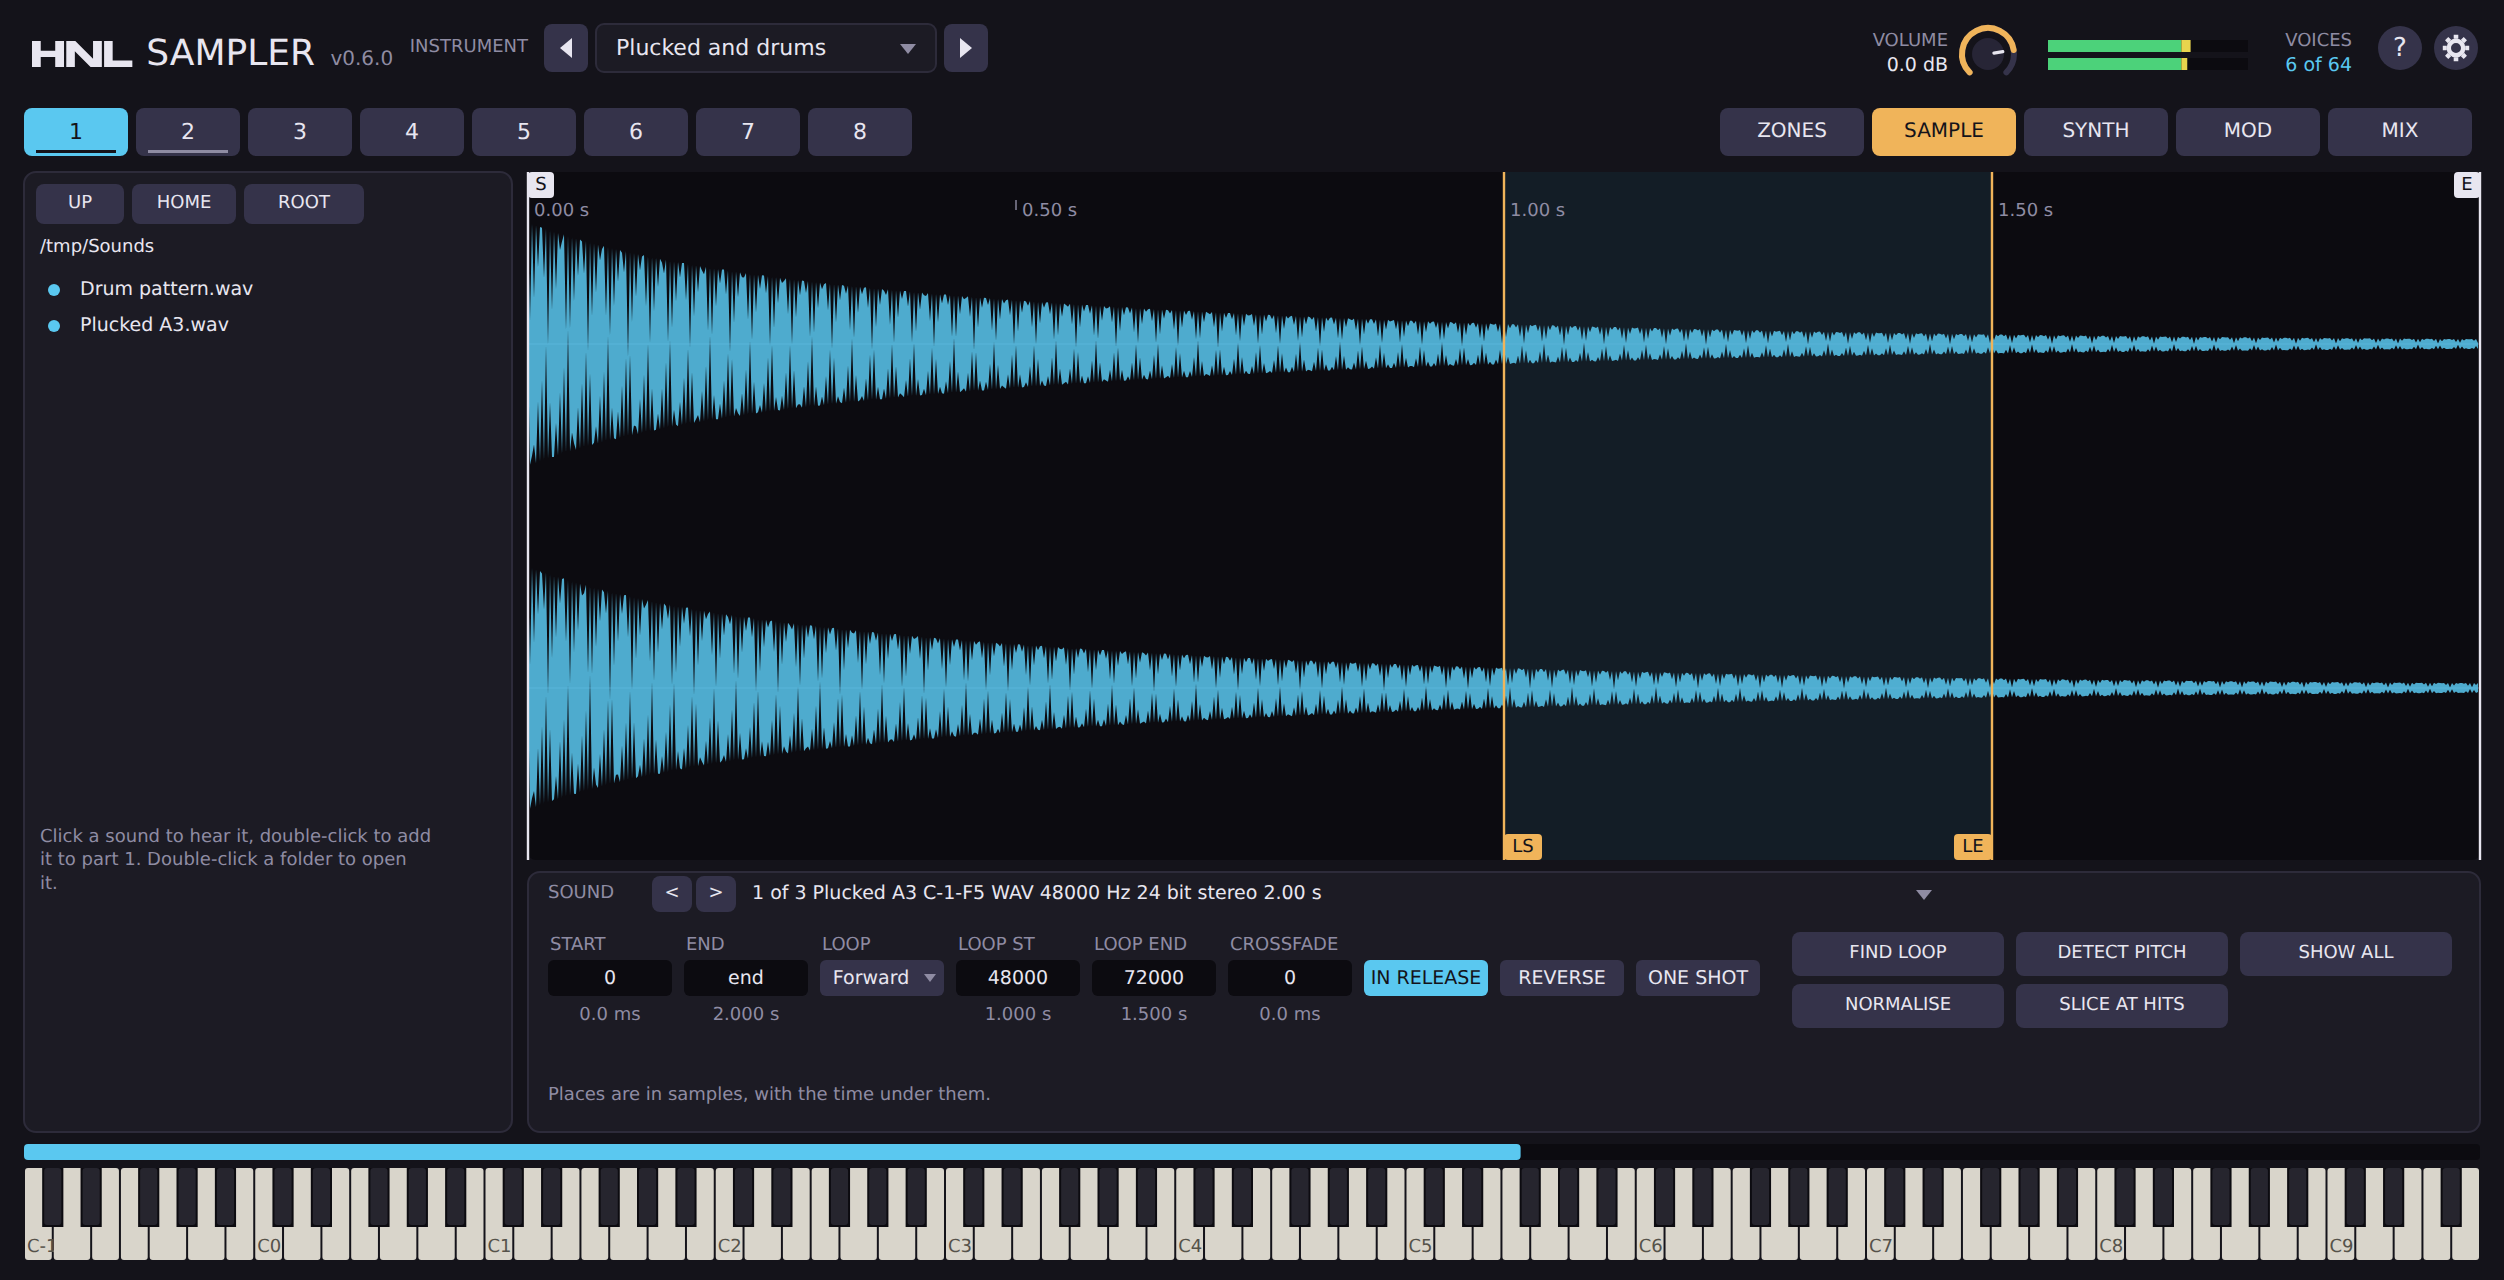 HNL SAMPLER v0.6.0 INSTRUMENT Plucked and drums VOLUME 0.0 dB VOICES 6 of 64 ?
1 2 3 4 5 6 7 8 ZONES SAMPLE SYNTH MOD MIX
UP HOME ROOT
/tmp/Sounds
Drum pattern.wav
Plucked A3.wav
Click a sound to hear it, double-click to add
it to part 1. Double-click a folder to open
it.
S E
0.00 s 0.50 s 1.00 s 1.50 s
LS LE
SOUND < > 1 of 3 Plucked A3 C-1-F5 WAV 48000 Hz 24 bit stereo 2.00 s
START END LOOP LOOP ST LOOP END CROSSFADE
0 end Forward 48000 72000 0 IN RELEASE REVERSE ONE SHOT
0.0 ms 2.000 s 1.000 s 1.500 s 0.0 ms
FIND LOOP DETECT PITCH SHOW ALL
NORMALISE SLICE AT HITS
Places are in samples, with the time under them.
C-1 C0 C1 C2 C3 C4 C5 C6 C7 C8 C9